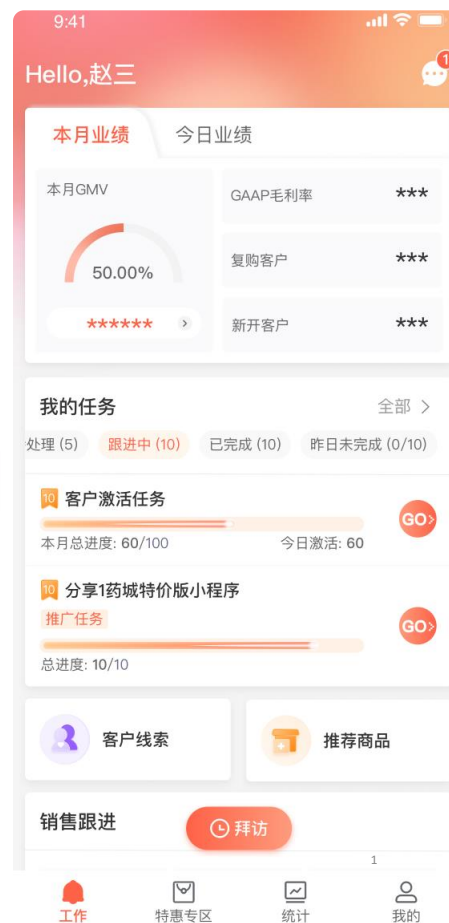 9:41
Hello,赵三
1
本月业绩 今日业绩
本月GMV
50.00%
******
GAAP毛利率 ***
复购客户 ***
新开客户 ***
我的任务 全部
处理 (5) 跟进中 (10) 已完成 (10) 昨日未完成 (0/10)
10 客户激活任务
GO
本月总进度: 60/100 今日激活: 60
10 分享1药城特价版小程序
推广任务
GO
总进度: 10/10
客户线索 推荐商品
销售跟进
拜访
1
工作 特惠专区 统计 我的